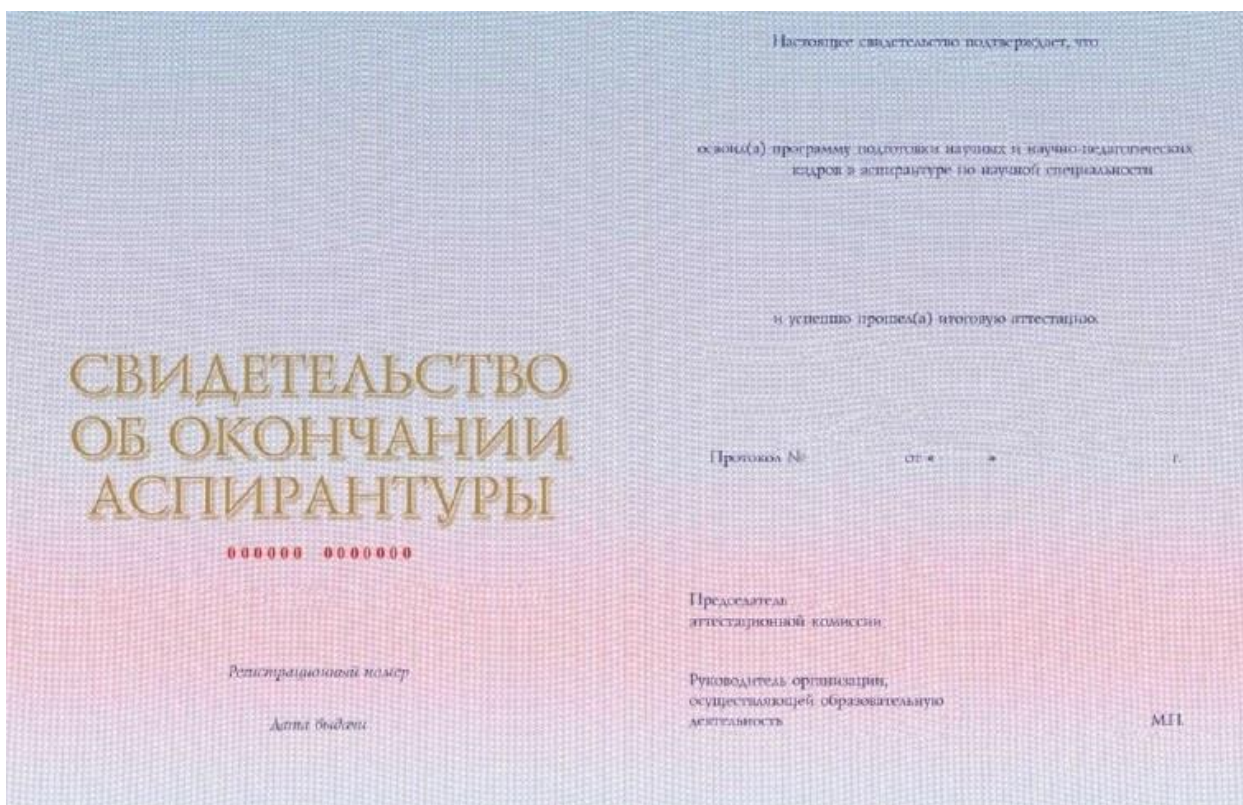 СВИДЕТЕЛЬСТВО
ОБ ОКОНЧАНИИ
АСПИРАНТУРЫ
000000 0000000
Регистрационный номер
Дата выдачи
Настоящее свидетельство подтверждает, что
освоил(а) программу подготовки научных и научно-педагогических
кадров в аспирантуре по научной специальности
и успешно прошел(а) итоговую аттестацию.
Протокол № от « » г.
Председатель
аттестационной комиссии
Руководитель организации,
осуществляющей образовательную
деятельность М.П.